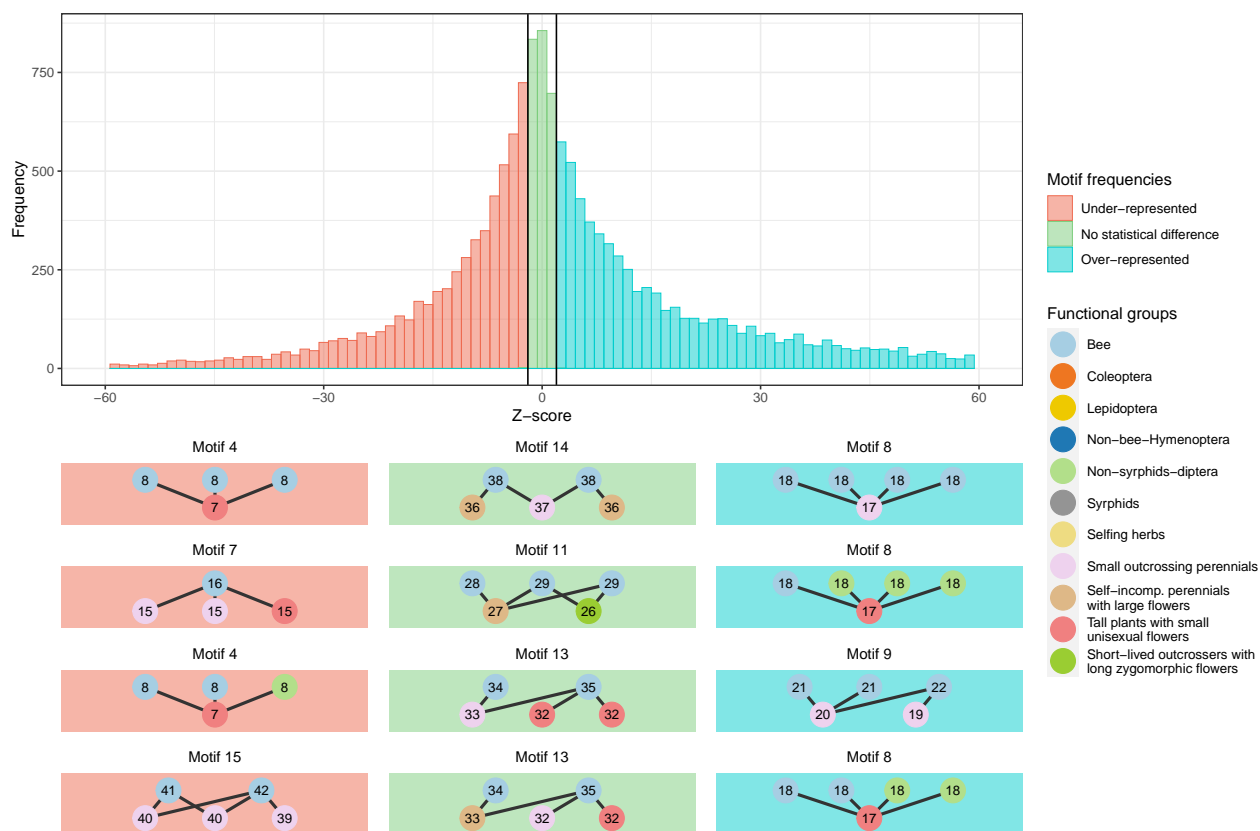 750
500
250
0
Frequency
−60
−30
0
30
60
Z−score
Motif frequencies
Under−represented
No statistical difference
Over−represented
Functional groups
Bee
Coleoptera
Lepidoptera
Non−bee−Hymenoptera
Non−syrphids−diptera
Syrphids
Selfing herbs
Small outcrossing perennials
Self−incomp. perennials
with large flowers
Tall plants with small
unisexual flowers
Short−lived outcrossers with
long zygomorphic flowers
Motif 4
8 8 8
7
Motif 14
38 38
36 37 36
Motif 8
18 18 18 18
17
Motif 7
16
15 15 15
Motif 11
28 29 29
27 26
Motif 8
18 18 18 18
17
Motif 4
8 8 8
7
Motif 13
34 35
33 32 32
Motif 9
21 21 22
20 19
Motif 15
41 42
40 40 39
Motif 13
34 35
33 32 32
Motif 8
18 18 18 18
17